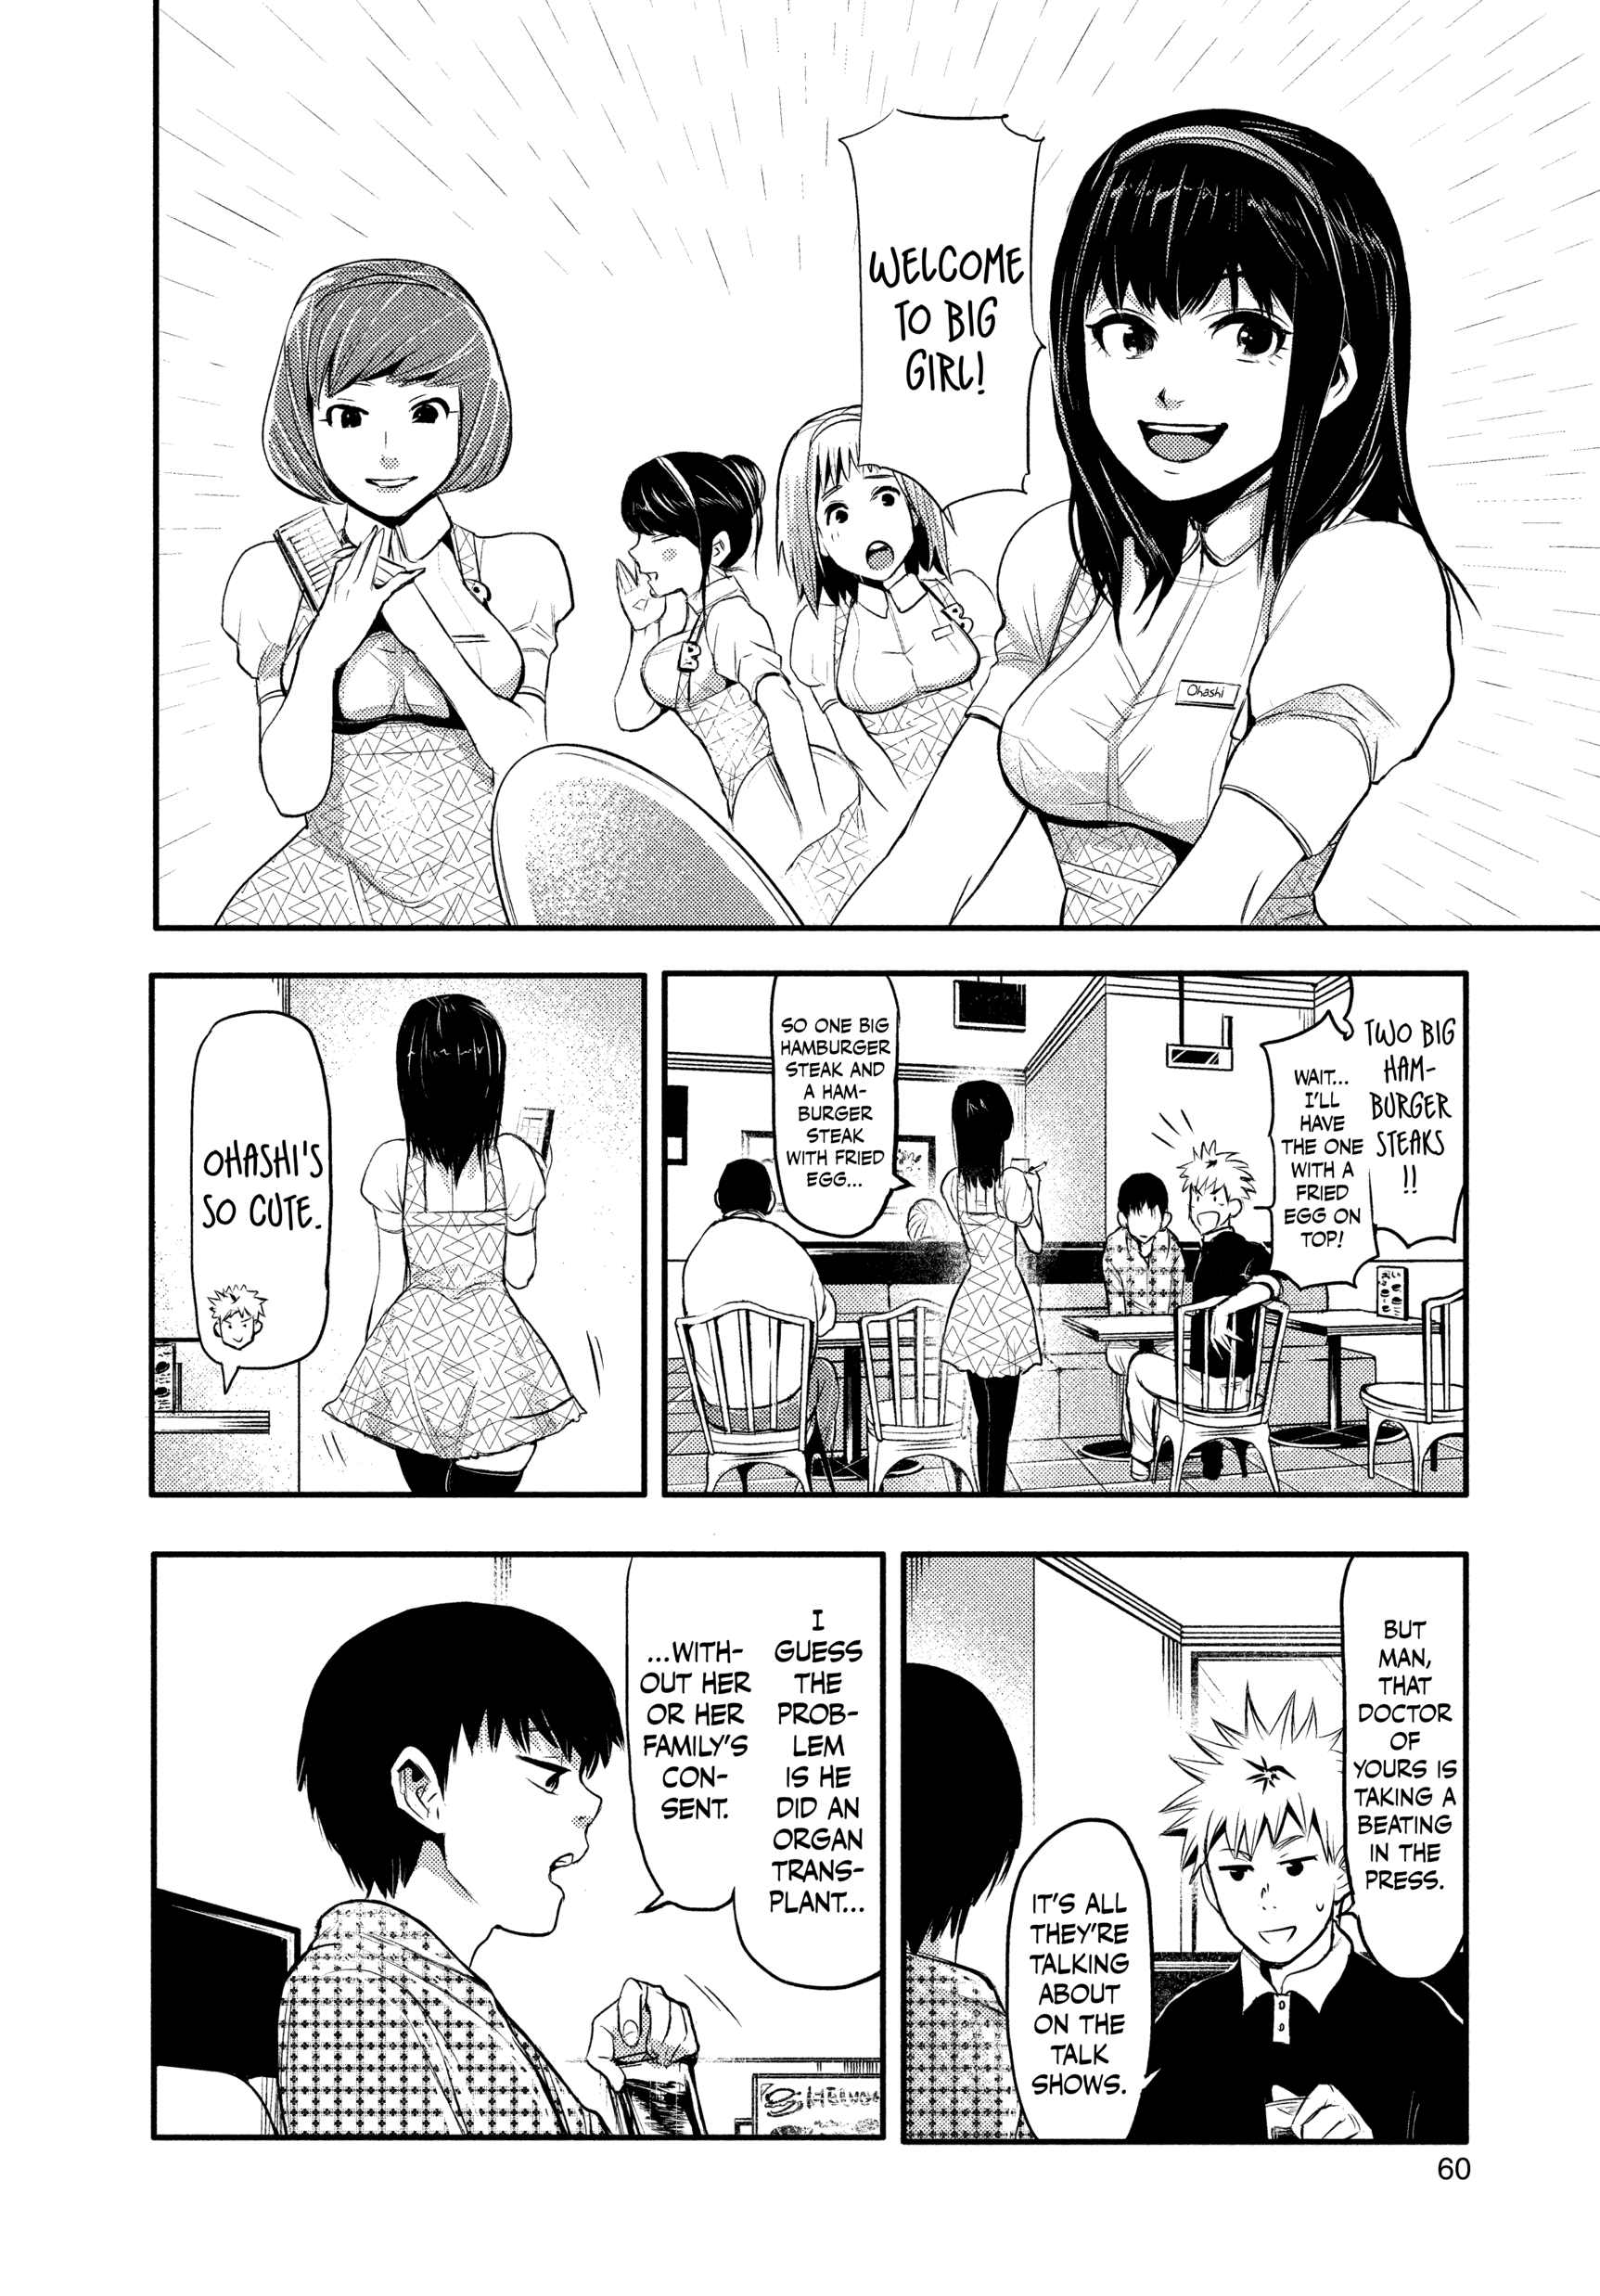 WELCOME
TO BIG
GIRL!
Ohashi
B
B
B
TWO BIG
HAM-
BURGER
STEAKS
!!
WAIT...
I'LL
HAVE
THE ONE
WITH A
FRIED
EGG ON
TOP!
SO ONE BIG
HAMBURGER
STEAK AND
A HAM-
BURGER
STEAK
WITH FRIED
EGG...
OHASHI'S
SO CUTE.
BUT
MAN,
THAT
DOCTOR
OF
YOURS IS
TAKING A
BEATING
IN THE
PRESS.
IT'S ALL
THEY'RE
TALKING
ABOUT
ON THE
TALK
SHOWS.
I
GUESS
THE
PROB-
LEM
IS HE
DID AN
ORGAN
TRANS-
PLANT...
...WITH-
OUT HER
OR HER
FAMILY'S
CON-
SENT.
60